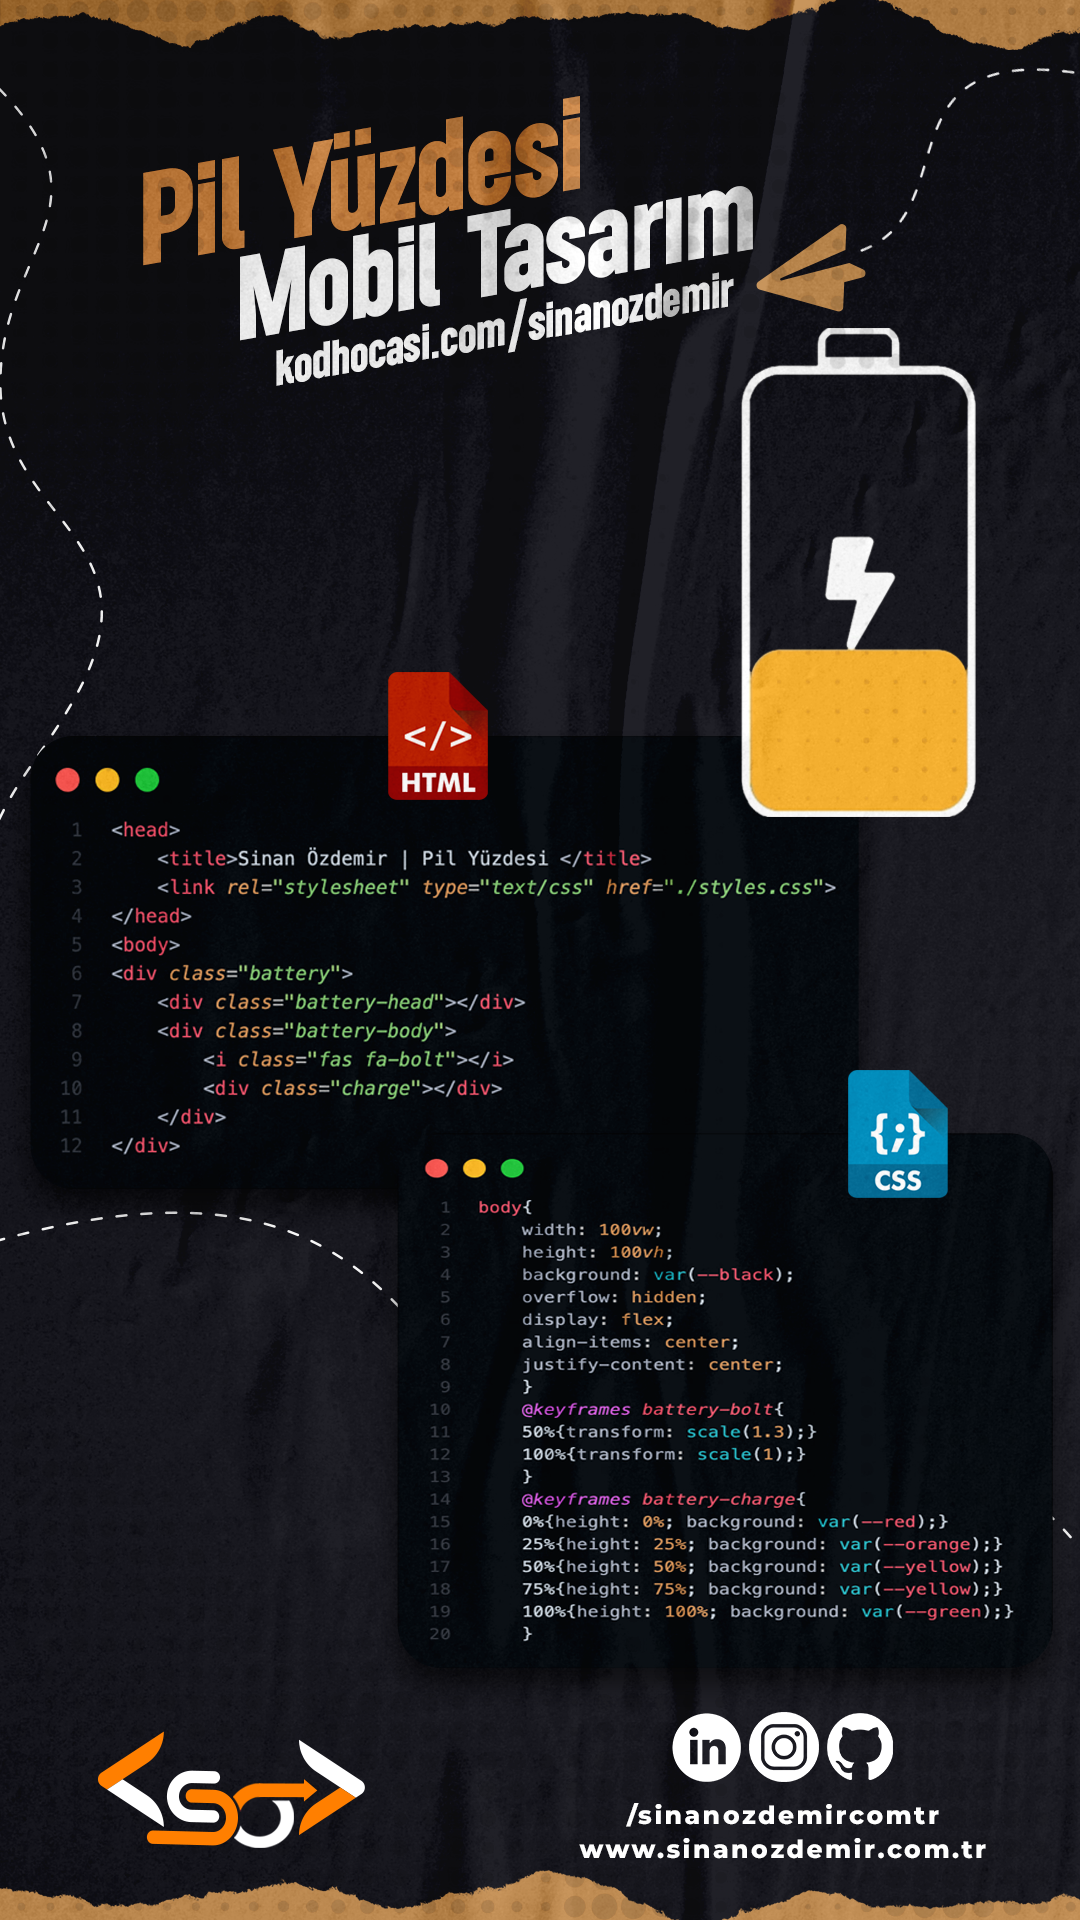 Pil Yüzdesi
Mobil Tasarım
kodhocasi.com/sinanozdemir
</>
HTML
1 <head>
2 <title>Sinan Özdemir | Pil Yüzdesi </title>
3 <link rel="stylesheet" type="text/css" href="./styles.css">
4 </head>
5 <body>
6 <div class="battery">
7 <div class="battery-head"></div>
8 <div class="battery-body">
9 <i class="fas fa-bolt"></i>
10 <div class="charge"></div>
11 </div>
12 </div>
{;}
CSS
1 body{
2 width: 100vw;
3 height: 100vh;
4 background: var(--black);
5 overflow: hidden;
6 display: flex;
7 align-items: center;
8 justify-content: center;
9 }
10 @keyframes battery-bolt{
11 50%{transform: scale(1.3);}
12 100%{transform: scale(1);}
13 }
14 @keyframes battery-charge{
15 0%{height: 0%; background: var(--red);}
16 25%{height: 25%; background: var(--orange);}
17 50%{height: 50%; background: var(--yellow);}
18 75%{height: 75%; background: var(--yellow);}
19 100%{height: 100%; background: var(--green);}
20 }
in
<so>
/sinanozdemircomtr
www.sinanozdemir.com.tr